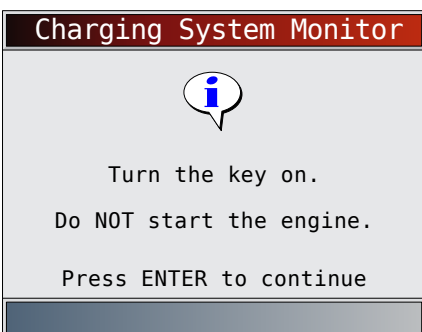 Charging System Monitor
i
Turn the key on.
Do NOT start the engine.
Press ENTER to continue